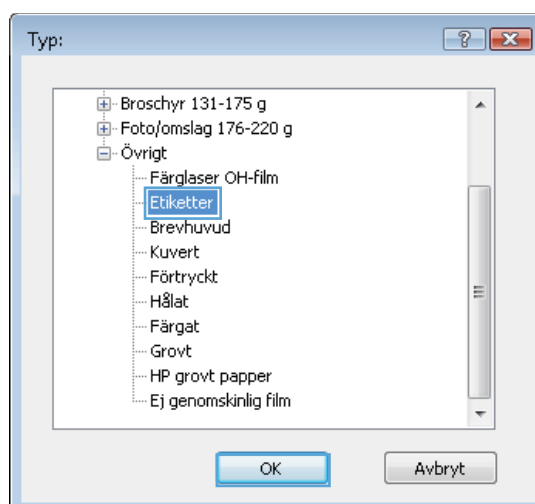 Typ:
Broschyr 131-175 g
Foto/omslag 176-220 g
Övrigt
Färglaser OH-film
Etiketter
Brevhuvud
Kuvert
Förtryckt
Hålat
Färgat
Grovt
HP grovt papper
Ej genomskinlig film
OK
Avbryt